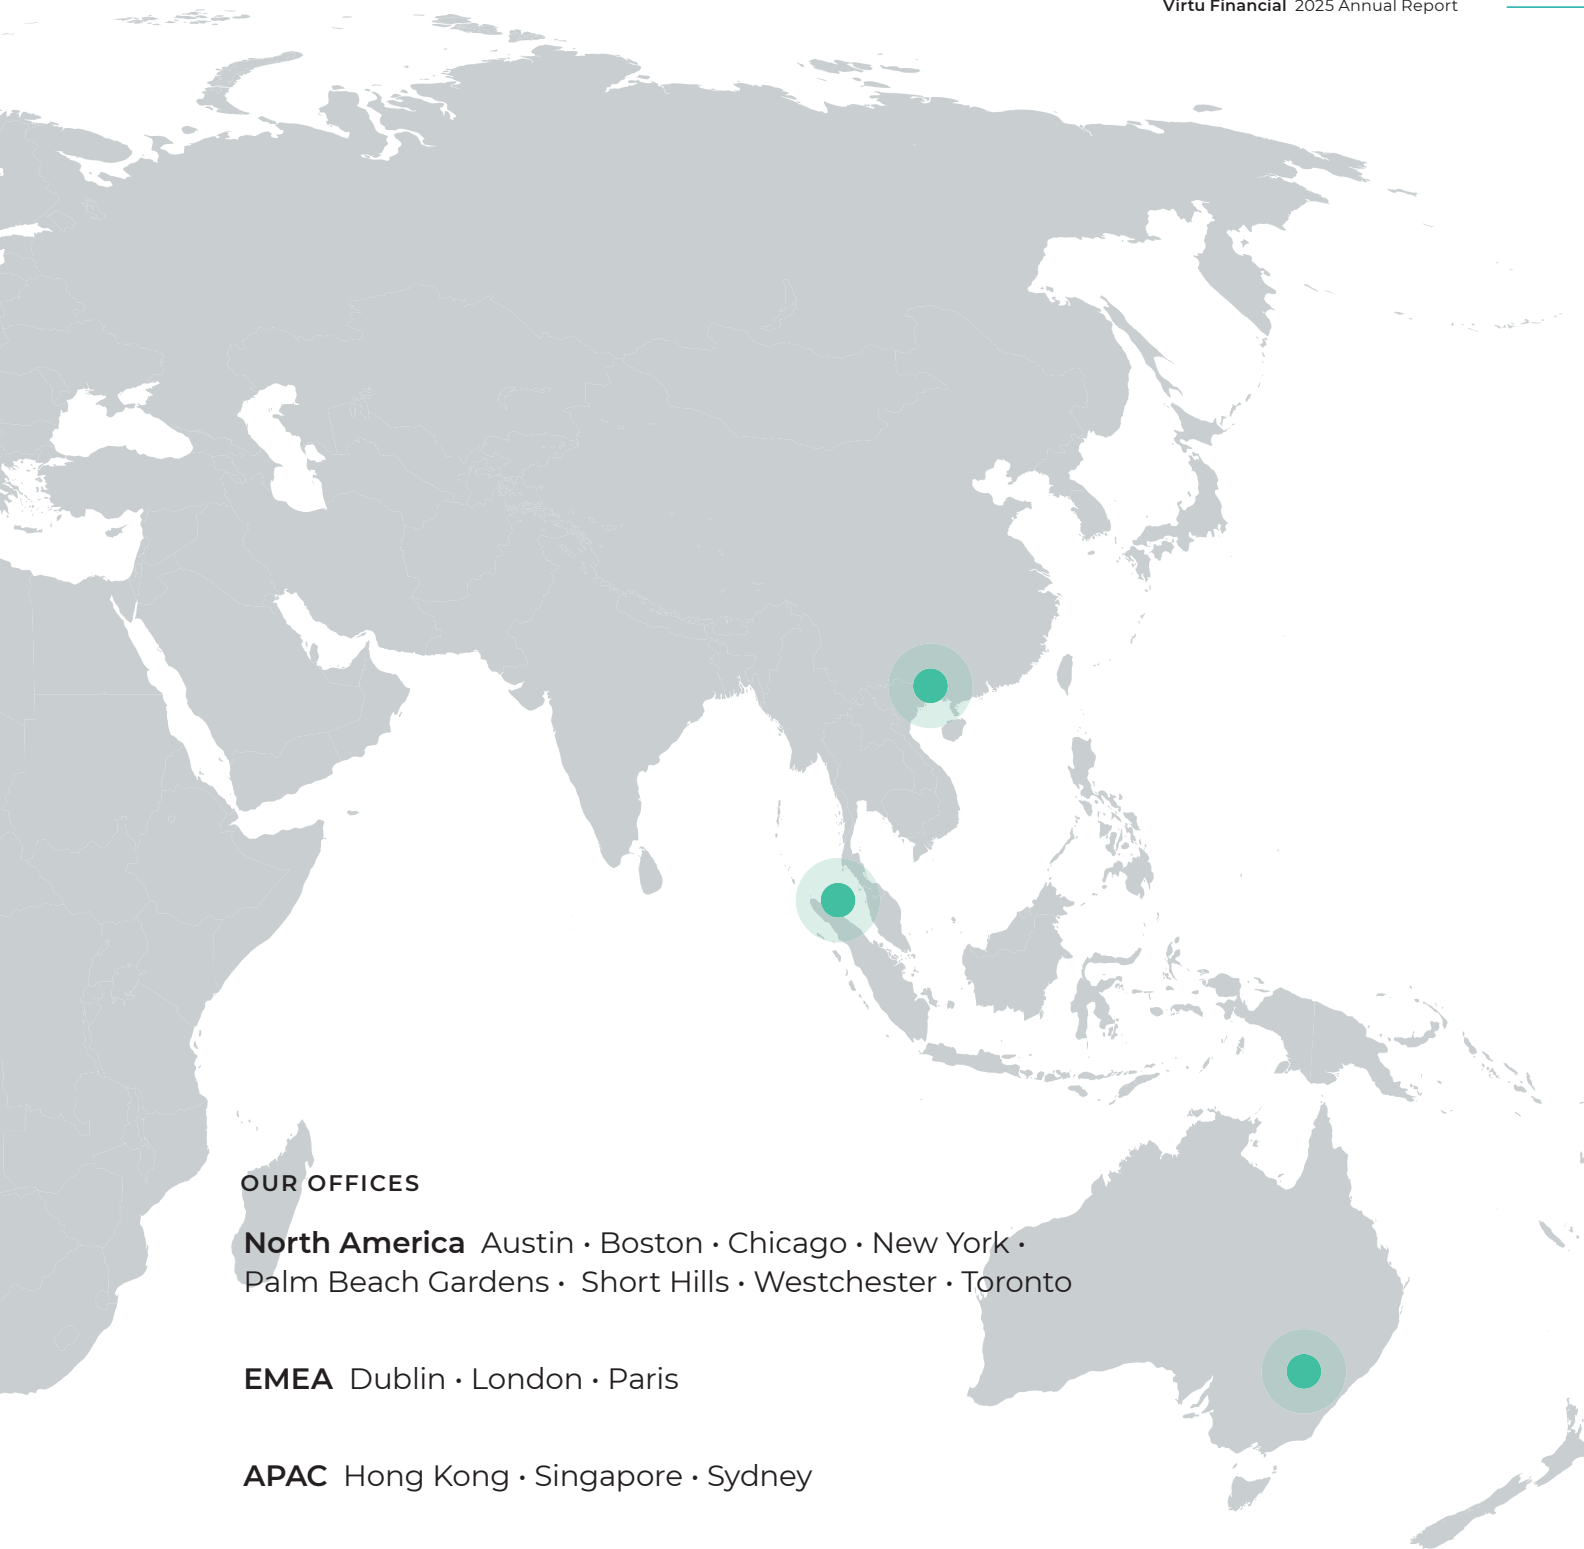 Virtu Financial 2025 Annual Report
OUR OFFICES
North America Austin • Boston • Chicago • New York •
Palm Beach Gardens • Short Hills • Westchester • Toronto
EMEA Dublin • London • Paris
APAC Hong Kong • Singapore • Sydney